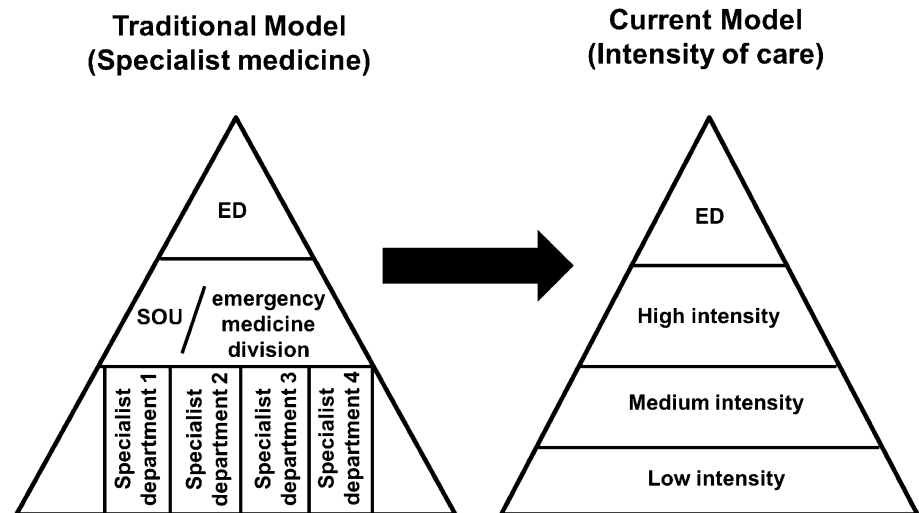 Traditional Model
(Specialist medicine)
Current Model
(Intensity of care)
ED
SOU / emergency
medicine
division
Specialist
department 1
Specialist
department 2
Specialist
department 3
Specialist
department 4
ED
High intensity
Medium intensity
Low intensity